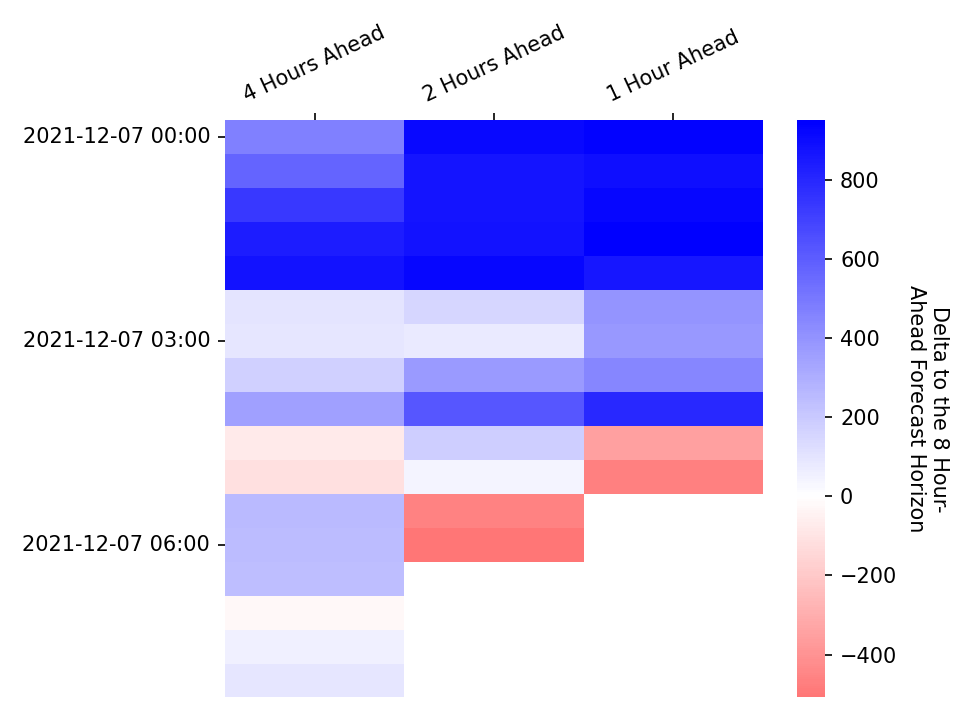 4 Hours Ahead
2 Hours Ahead
1 Hour Ahead
2021-12-07 00:00
2021-12-07 03:00
2021-12-07 06:00
800
600
400
200
0
−200
−400
Delta to the 8 Hour-
Ahead Forecast Horizon